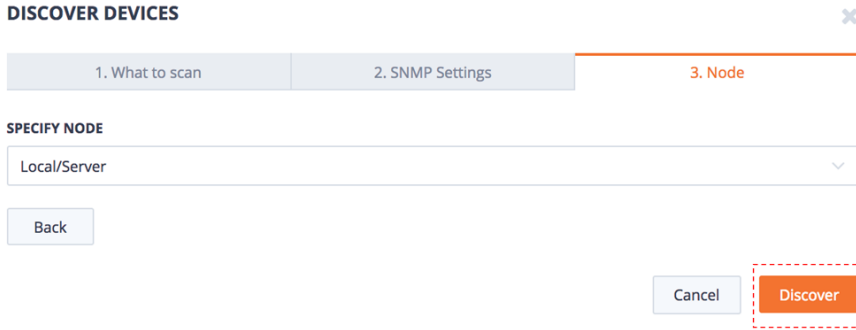 DISCOVER DEVICES
1. What to scan 2. SNMP Settings 3. Node
SPECIFY NODE
Local/Server
Back
Cancel Discover